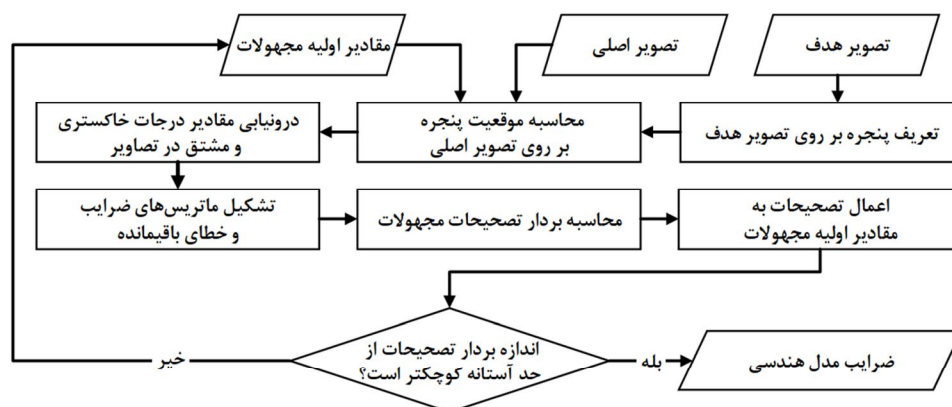 تصویر هدف
تصویر اصلی
مقادیر اولیه مجهولات
تعریف پنجره بر روی تصویر هدف
محاسبه موقعیت پنجره
بر روی تصویر اصلی
درونیابی مقادیر درجات خاکستری
و مشتق در تصاویر
تشکیل ماتریس‌های ضرایب
و خطای باقیمانده
محاسبه بردار تصحیحات مجهولات
اعمال تصحیحات به
مقادیر اولیه مجهولات
اندازه بردار تصحیحات از
حد آستانه کوچکتر است؟
خیر
بله
ضرایب مدل هندسی